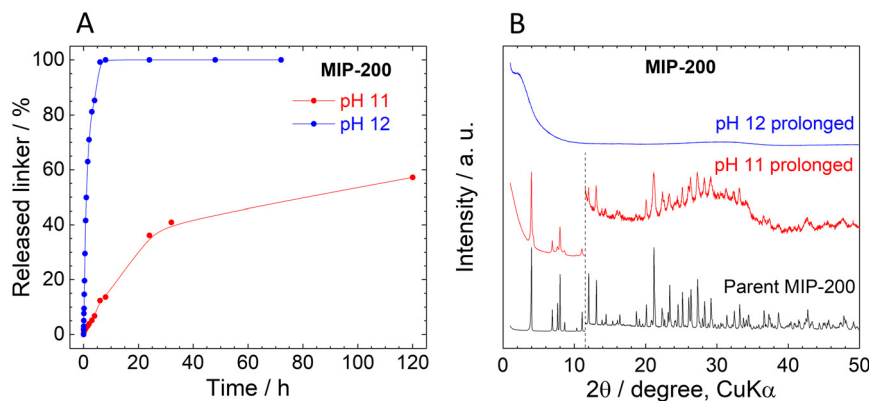 A
MIP-200
pH 11
pH 12
Released linker / %
100
80
60
40
20
0
0
20
40
60
80
100
120
Time / h
B
MIP-200
pH 12 prolonged
pH 11 prolonged
Parent MIP-200
Intensity / a. u.
0
10
20
30
40
50
2θ / degree, CuKα